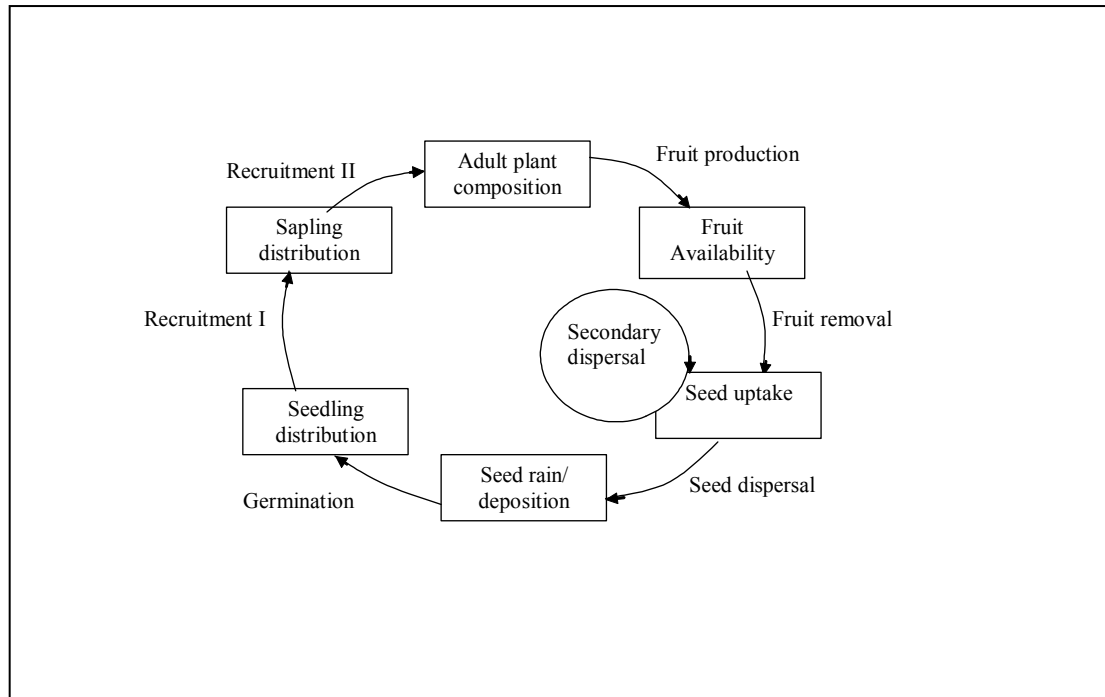 Adult plant
composition
Fruit production
Recruitment II
Sapling
distribution
Fruit
Availability
Recruitment I
Fruit removal
Secondary
dispersal
Seed uptake
Seedling
distribution
Seed rain/
deposition
Seed dispersal
Germination